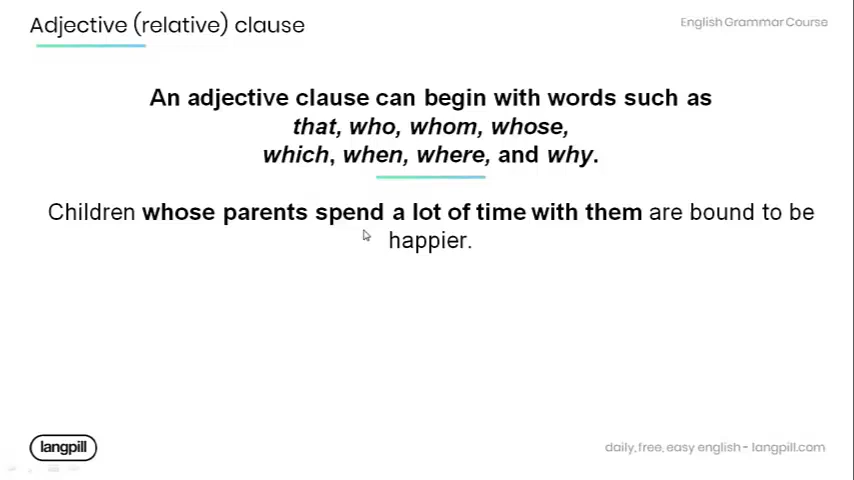 Adjective (relative) clause
English Grammar Course
An adjective clause can begin with words such as
that, who, whom, whose,
which, when, where, and why.
Children whose parents spend a lot of time with them are bound to be
happier.
langpill
daily, free, easy english - langpill.com